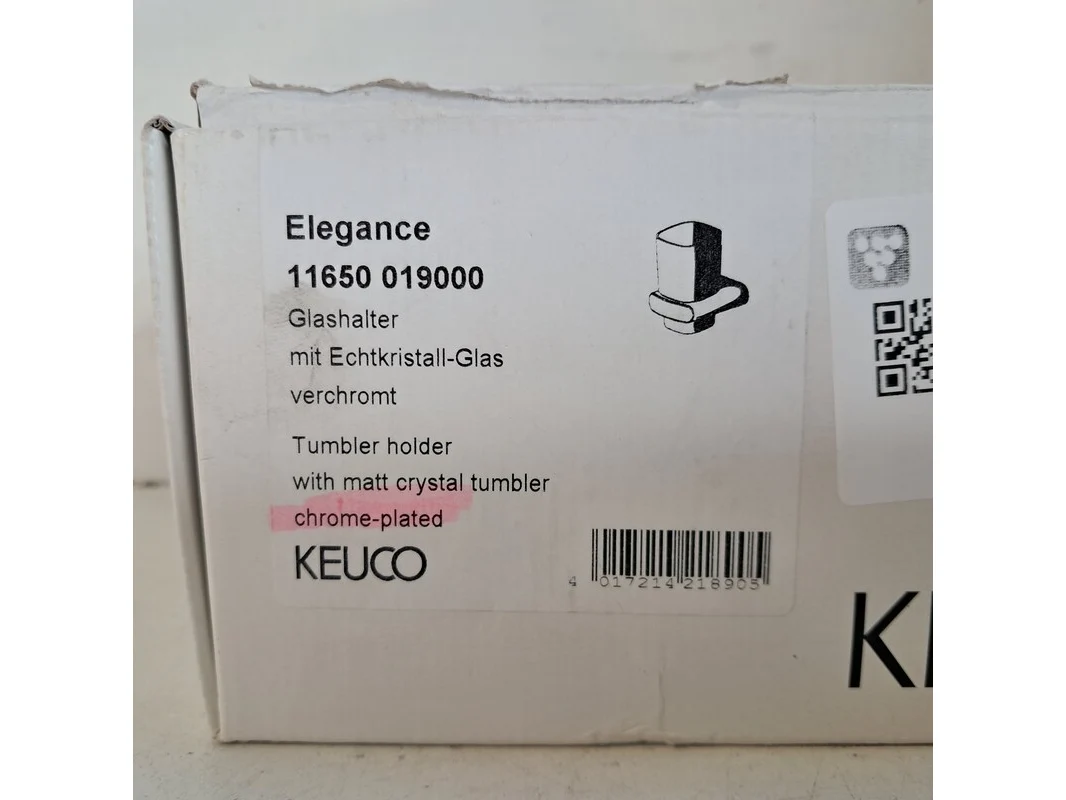 Elegance
11650 019000
Glashalter
mit Echtkristall-Glas
verchromt
Tumbler holder
with matt crystal tumbler
chrome-plated
KEUCO
4 017214 218905